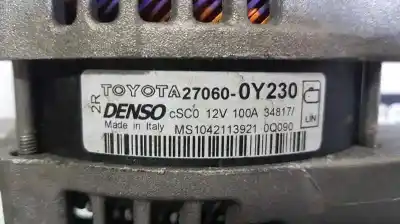 2R TOYOTA 27060-0Y230
DENSO cSC0 12V 100A 34817/
Made in Italy MS1042113921 0Q090
LIN